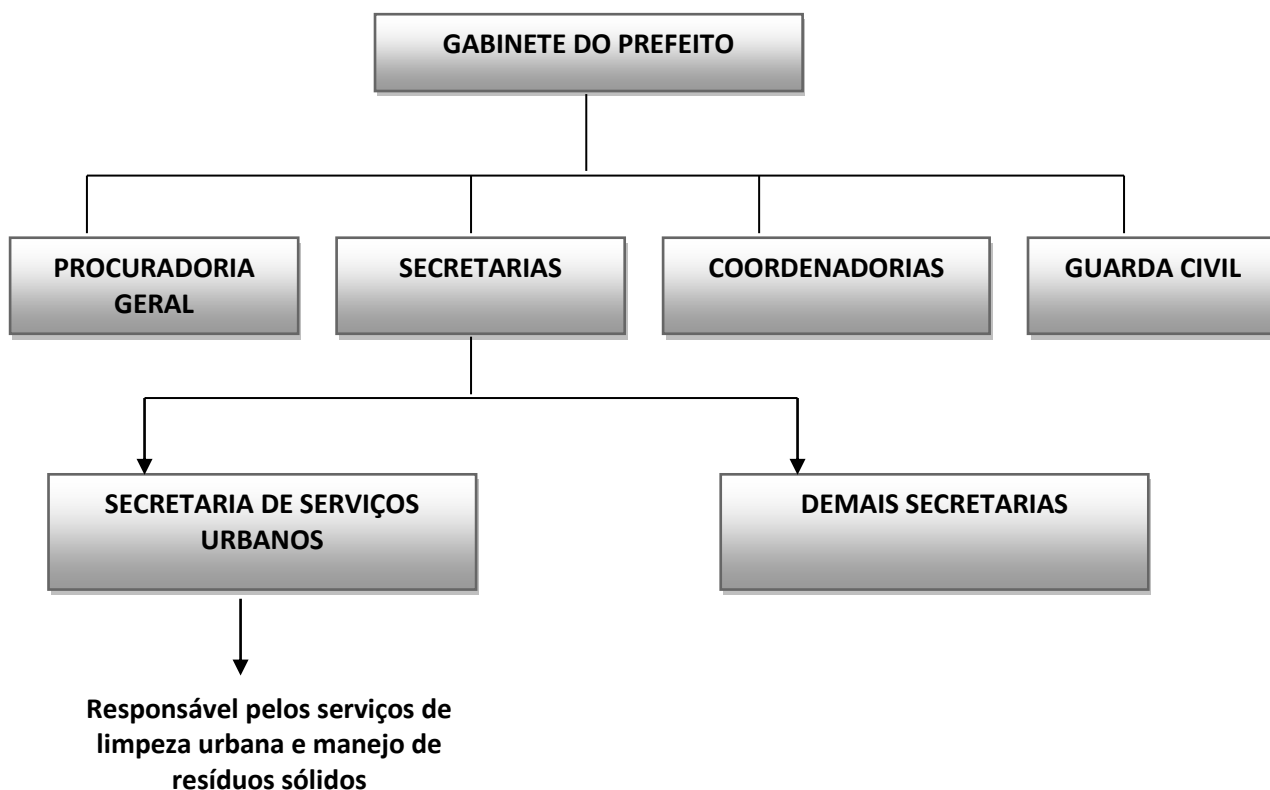 GABINETE DO PREFEITO
PROCURADORIA
GERAL
SECRETARIAS
COORDENADORIAS
GUARDA CIVIL
SECRETARIA DE SERVIÇOS
URBANOS
DEMAIS SECRETARIAS
Responsável pelos serviços de
limpeza urbana e manejo de
resíduos sólidos